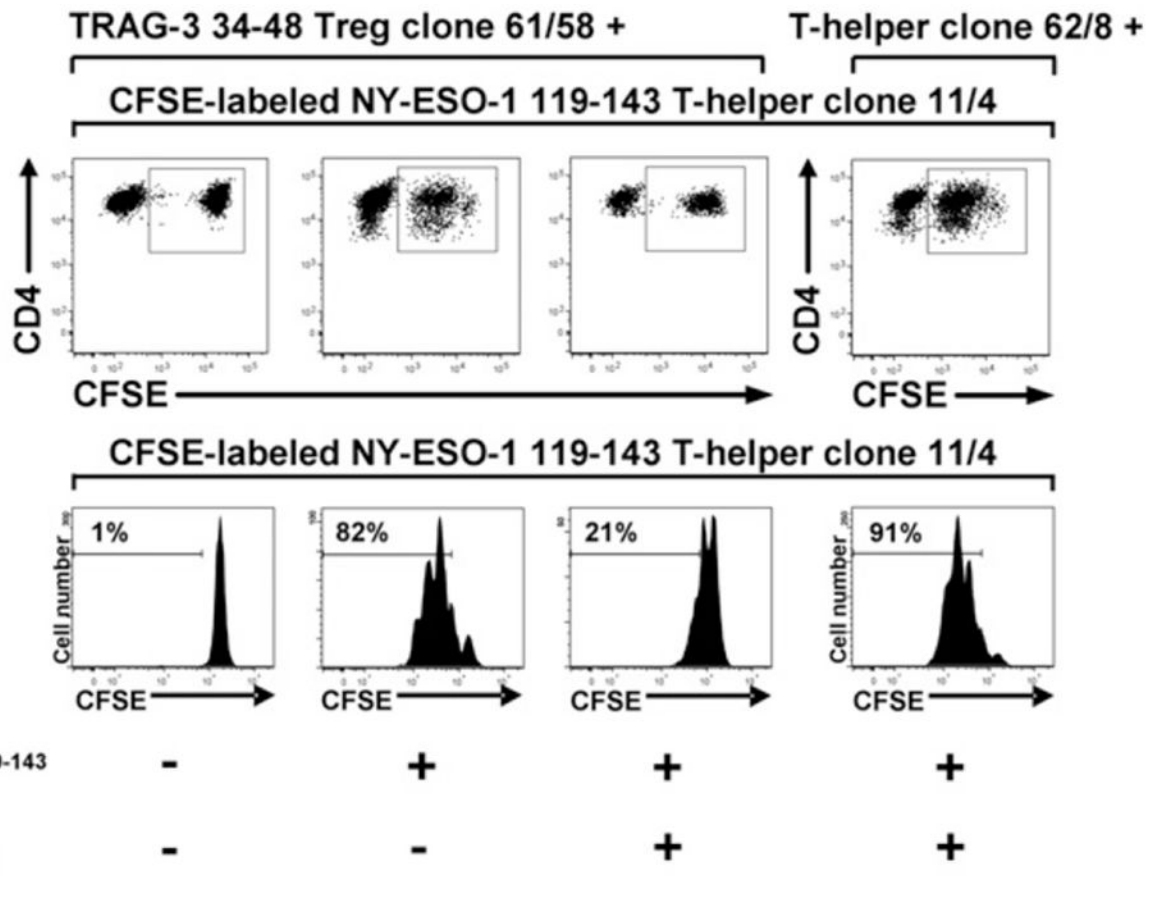 TRAG-3 34-48 Treg clone 61/58 +
T-helper clone 62/8 +
CFSE-labeled NY-ESO-1 119-143 T-helper clone 11/4
CD4
CD4
CFSE
CFSE
CFSE-labeled NY-ESO-1 119-143 T-helper clone 11/4
1%
82%
21%
91%
Cell number
Cell number
CFSE
CFSE
CFSE
CFSE
-143
- + + +
- - + +